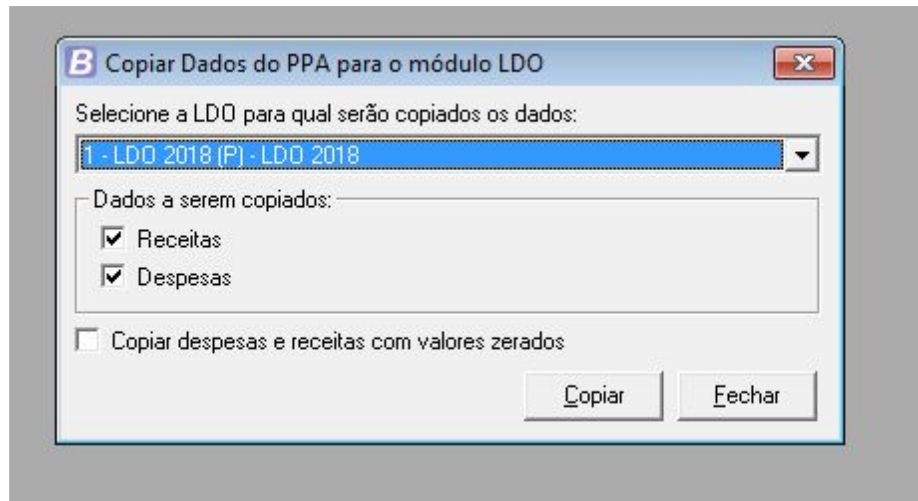 B Copiar Dados do PPA para o módulo LDO
Selecione a LDO para qual serão copiados os dados:
1 - LDO 2018 (P) - LDO 2018
Dados a serem copiados:
Receitas
Despesas
Copiar despesas e receitas com valores zerados
Copiar Fechar